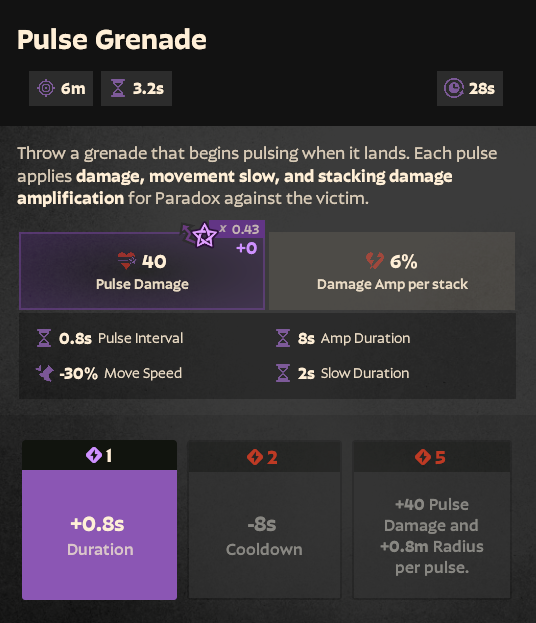 Pulse Grenade
6m 3.2s 28s
Throw a grenade that begins pulsing when it lands. Each pulse
applies damage, movement slow, and stacking damage
amplification for Paradox against the victim.
x 0.43
+0
40 6%
Pulse Damage Damage Amp per stack
0.8s Pulse Interval 8s Amp Duration
-30% Move Speed 2s Slow Duration
1 2 5
+0.8s
Duration
-8s
Cooldown
+40 Pulse
Damage and
+0.8m Radius
per pulse.